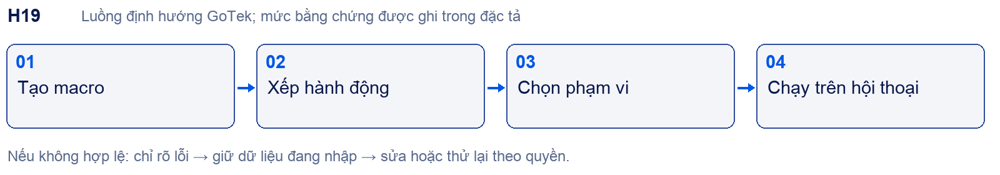 H19 Luồng định hướng GoTek; mức bằng chứng được ghi trong đặc tả
01
Tạo macro
02
Xếp hành động
03
Chọn phạm vi
04
Chạy trên hội thoại
Nếu không hợp lệ: chỉ rõ lỗi → giữ dữ liệu đang nhập → sửa hoặc thử lại theo quyền.